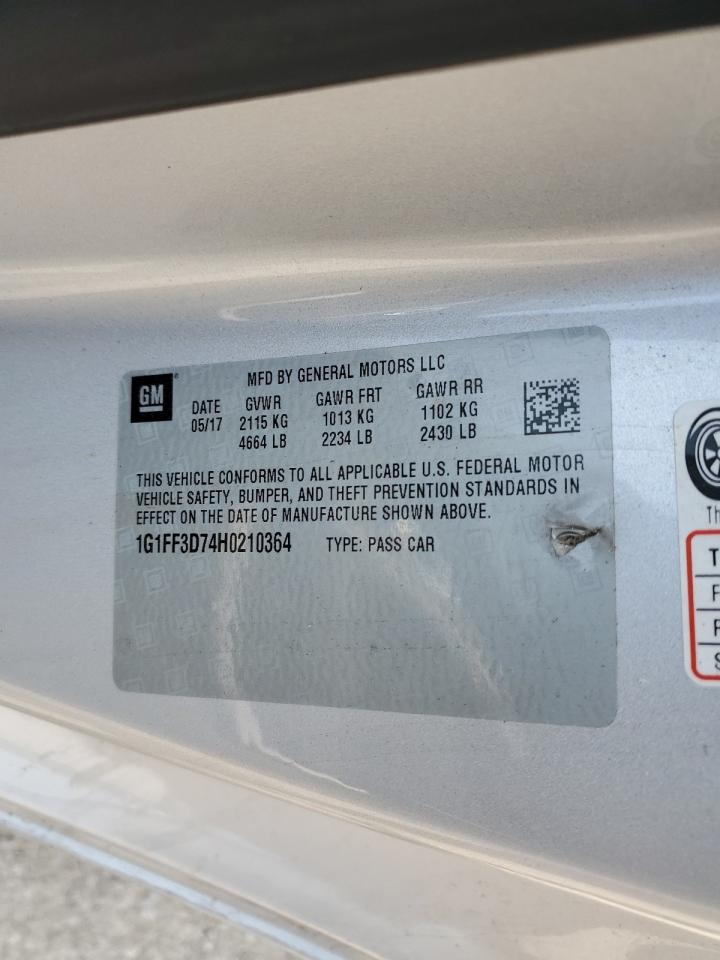 GM
MFD BY GENERAL MOTORS LLC
DATE GVWR GAWR FRT GAWR RR
05/17 2115 KG 1013 KG 1102 KG
4664 LB 2234 LB 2430 LB
THIS VEHICLE CONFORMS TO ALL APPLICABLE U.S. FEDERAL MOTOR
VEHICLE SAFETY, BUMPER, AND THEFT PREVENTION STANDARDS IN
EFFECT ON THE DATE OF MANUFACTURE SHOWN ABOVE.
1G1FF3D74H0210364 TYPE: PASS CAR